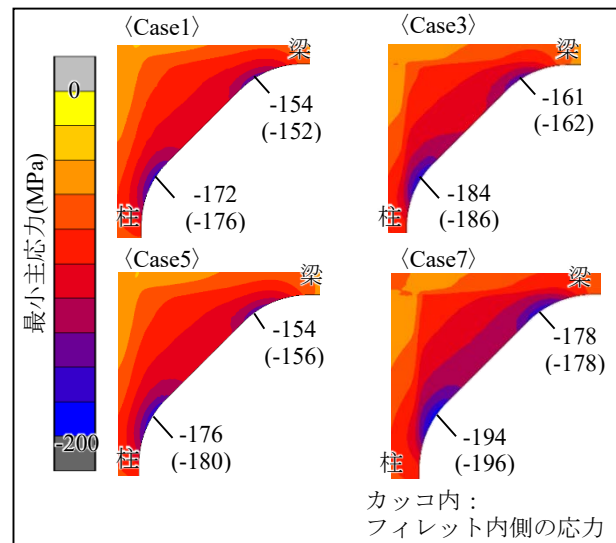 最小主応力(MPa)
0
-200
〈Case1〉
梁
-154
(-152)
-172
(-176)
柱
〈Case3〉
梁
-161
(-162)
-184
(-186)
柱
〈Case5〉
梁
-154
(-156)
-176
(-180)
柱
〈Case7〉
梁
-178
(-178)
-194
(-196)
柱
カッコ内：
フィレット内側の応力